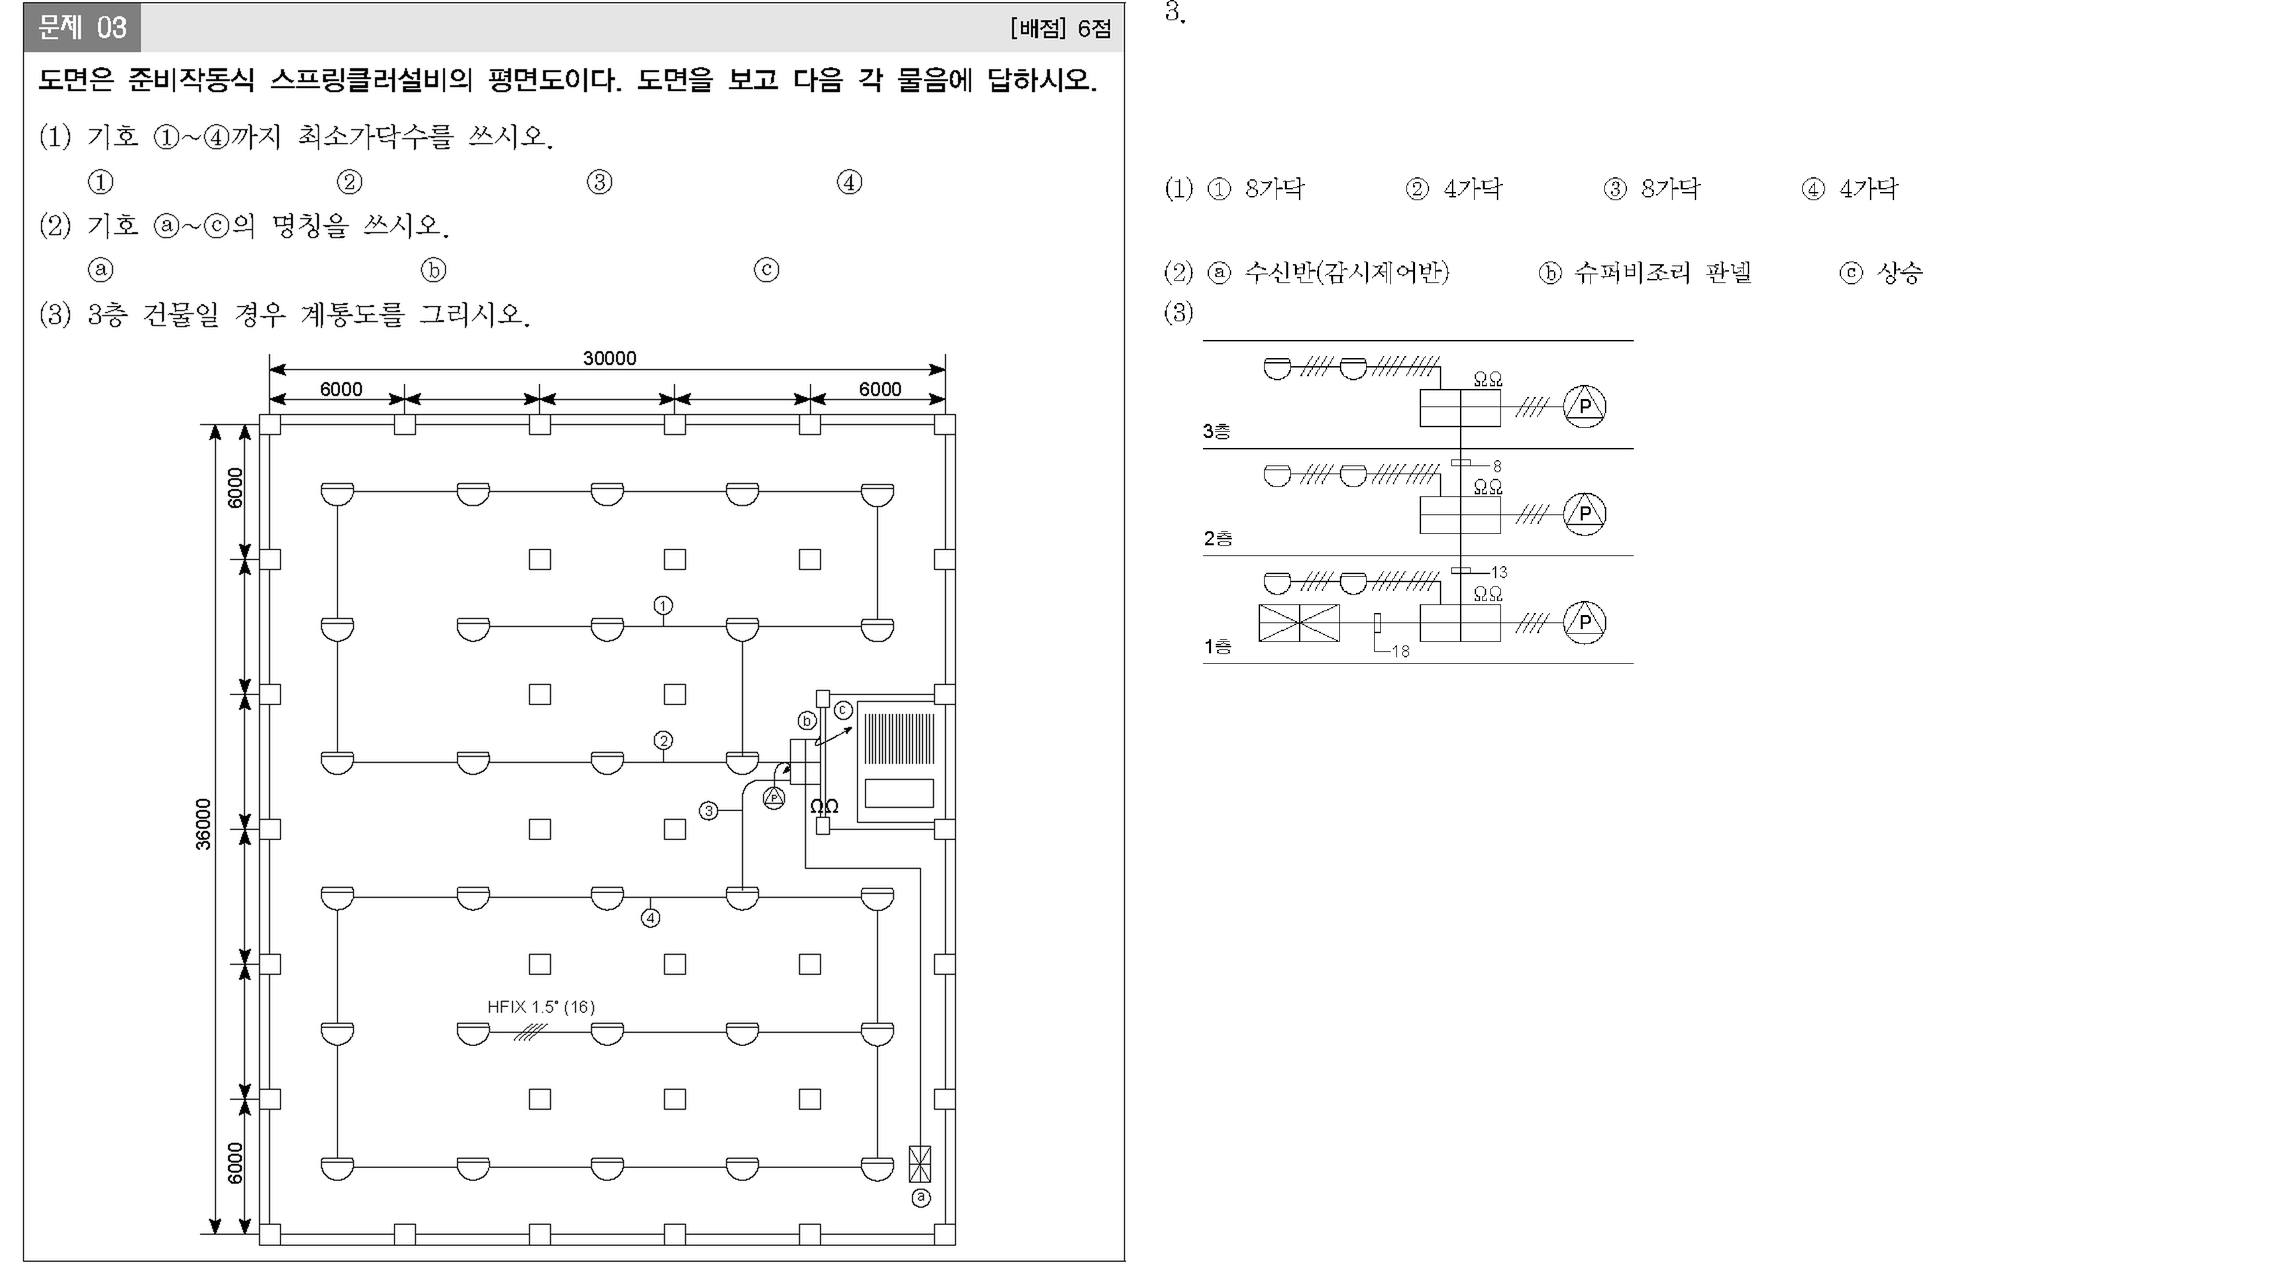 문제 03
[배점] 6점
도면은 준비작동식 스프링클러설비의 평면도이다. 도면을 보고 다음 각 물음에 답하시오.
(1) 기호 ①~④까지 최소가닥수를 쓰시오.
① ② ③ ④
(2) 기호 ⓐ~ⓒ의 명칭을 쓰시오.
ⓐ ⓑ ⓒ
(3) 3층 건물일 경우 계통도를 그리시오.
30000
6000 6000
6000
①
ⓑ ⓒ
②
P
ΩΩ
③
36000
④
HFIX 1.5° (16)
6000
ⓐ
3.
(1) ① 8가닥 ② 4가닥 ③ 8가닥 ④ 4가닥
(2) ⓐ 수신반(감시제어반) ⓑ 슈퍼비조리 판넬 ⓒ 상승
(3)
ΩΩ
P
3층
8
ΩΩ
P
2층
13
ΩΩ
P
1층
18